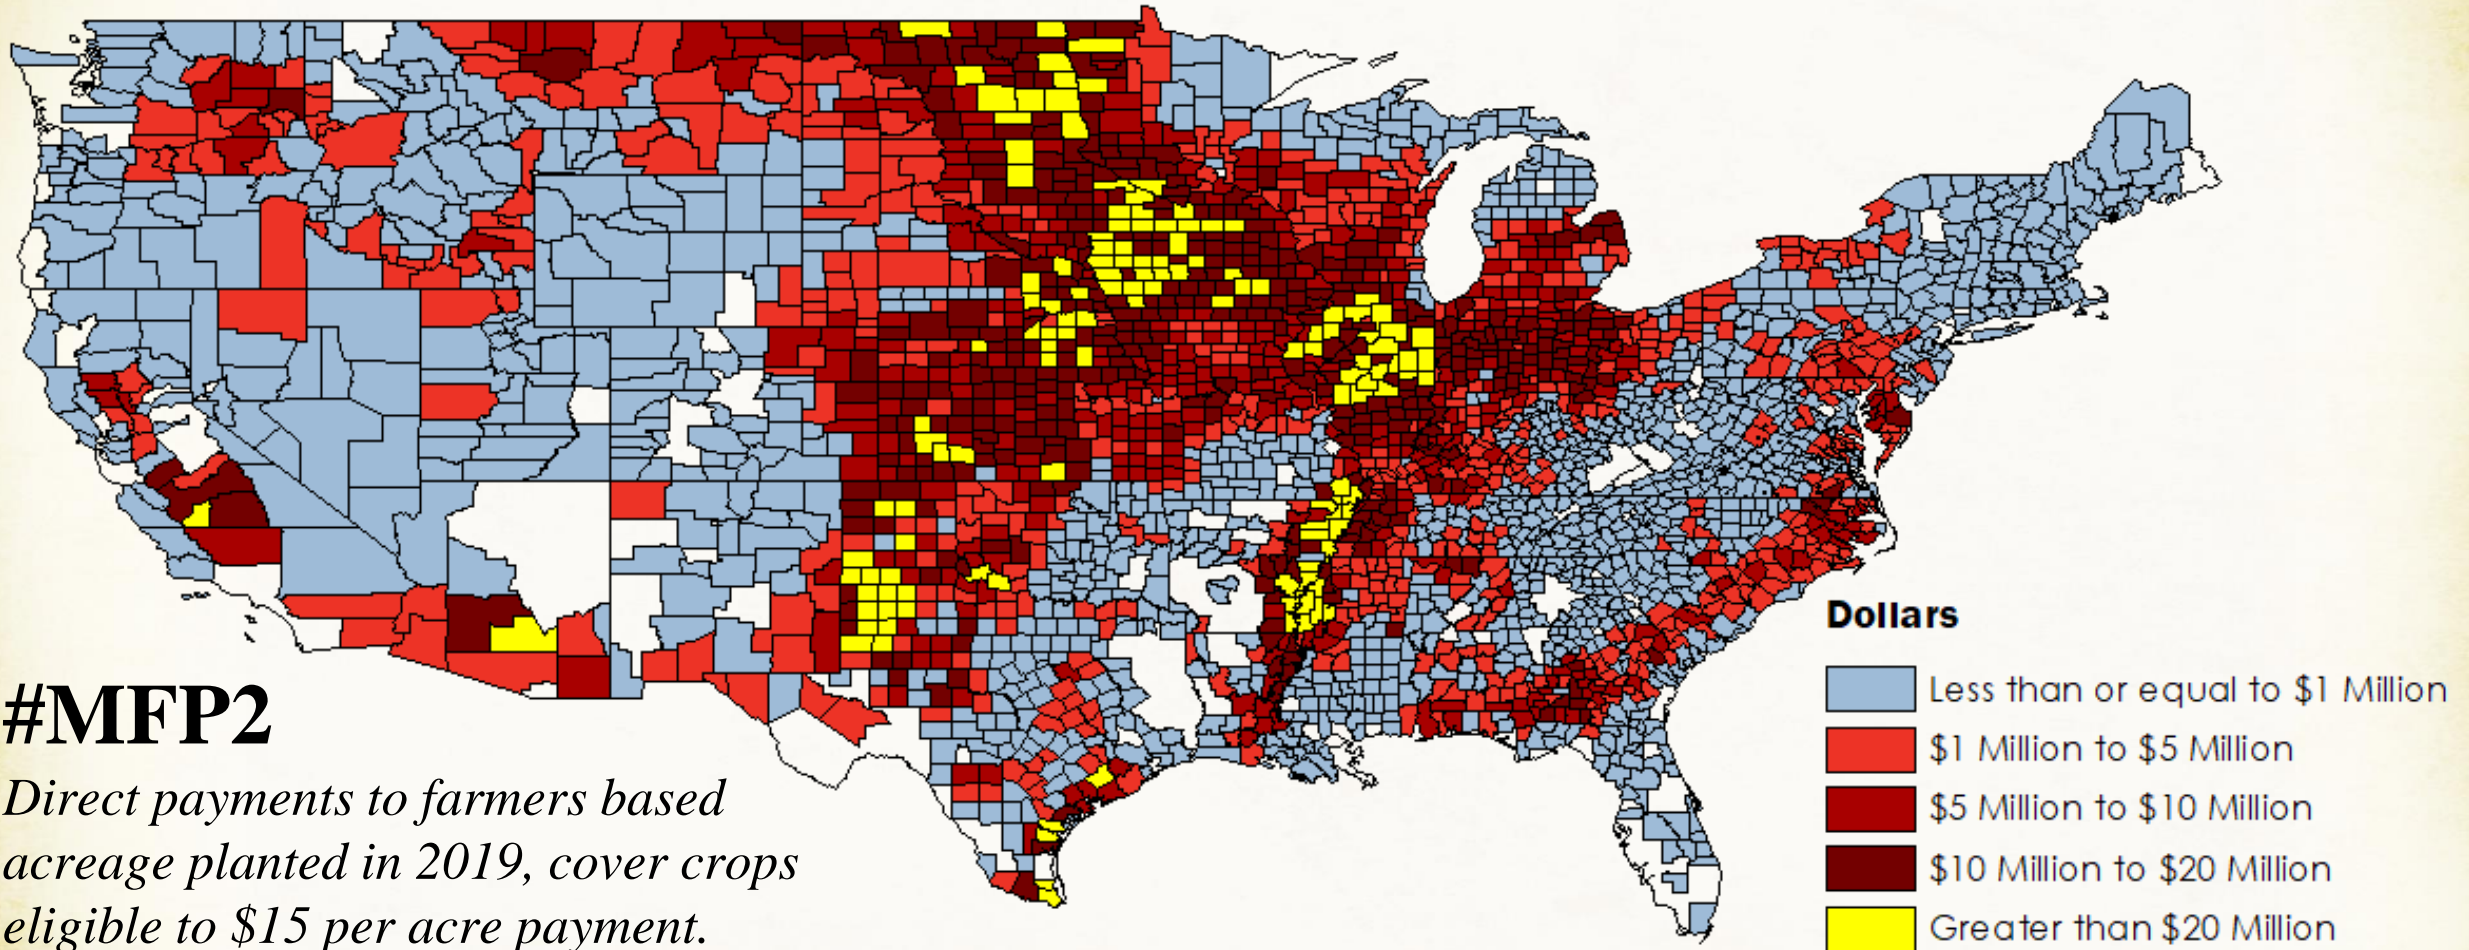 #MFP2
Direct payments to farmers based
acreage planted in 2019, cover crops
eligible to $15 per acre payment.
Dollars
Less than or equal to $1 Million
$1 Million to $5 Million
$5 Million to $10 Million
$10 Million to $20 Million
Greater than $20 Million